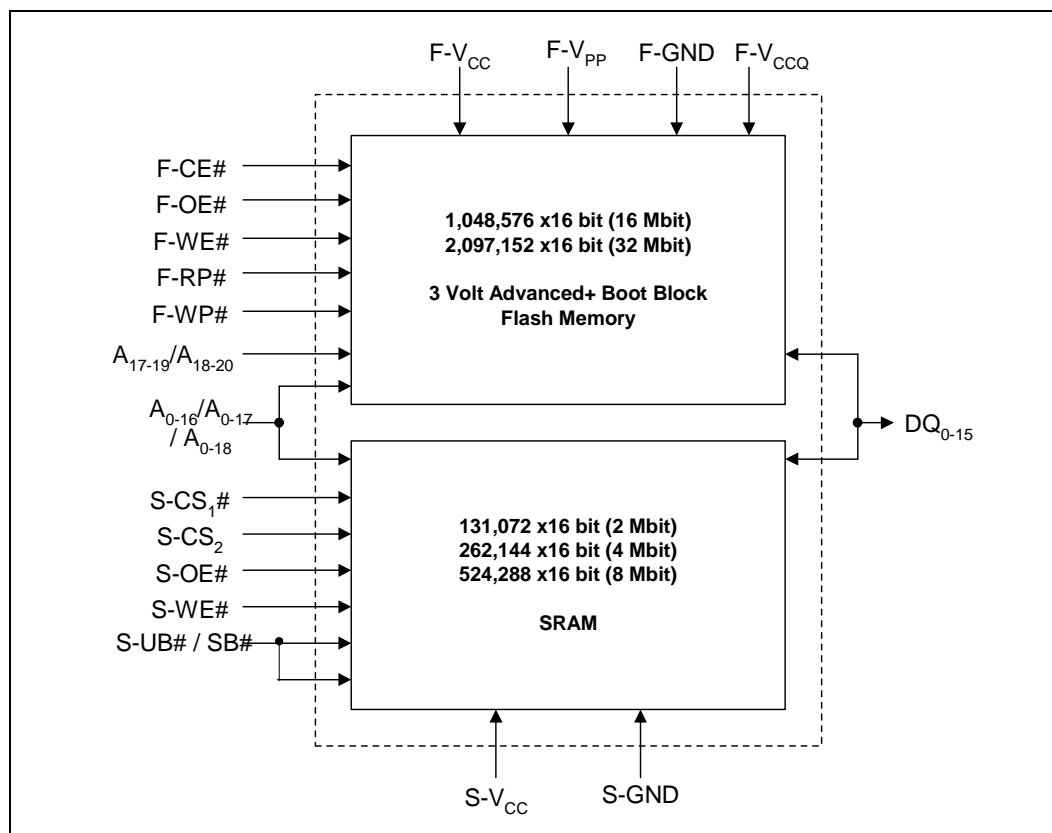 F-VCC
F-VPP
F-GND
F-VCCQ
F-CE#
F-OE#
F-WE#
F-RP#
F-WP#
A17-19/A18-20
A0-16/A0-17
/ A0-18
S-CS1#
S-CS2
S-OE#
S-WE#
S-UB# / SB#
1,048,576 x16 bit (16 Mbit)
2,097,152 x16 bit (32 Mbit)
3 Volt Advanced+ Boot Block
Flash Memory
131,072 x16 bit (2 Mbit)
262,144 x16 bit (4 Mbit)
524,288 x16 bit (8 Mbit)
SRAM
DQ0-15
S-VCC
S-GND